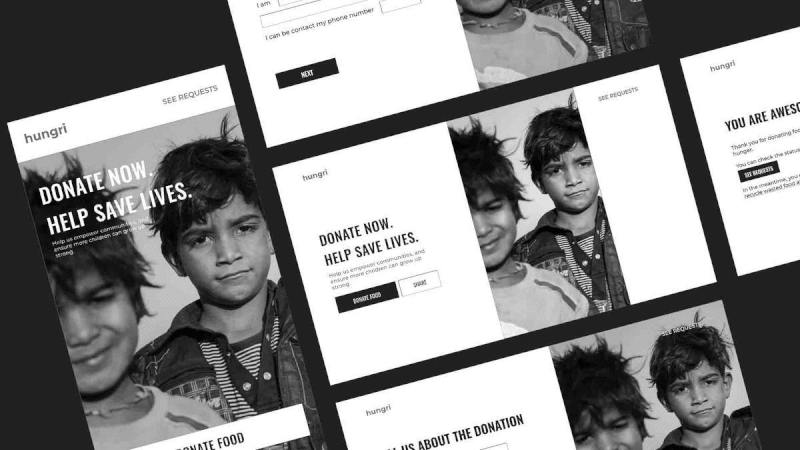 hungri
SEE REQUESTS
DONATE NOW.
HELP SAVE LIVES.
Help us empower communities, and
ensure more children can grow up
strong.
DONATE FOOD
I am
I can be contact my phone number
NEXT
hungri
SEE REQUESTS
DONATE NOW.
HELP SAVE LIVES.
Help us empower communities, and
ensure more children can grow up
strong.
DONATE FOOD
SHARE
hungri
SEE REQUESTS
US ABOUT THE DONATION
hungri
YOU ARE AWESO
Thank you for donating foo
hunger.
You can check the status
SEE REQUESTS
In the meantime, you
recycle wasted food a